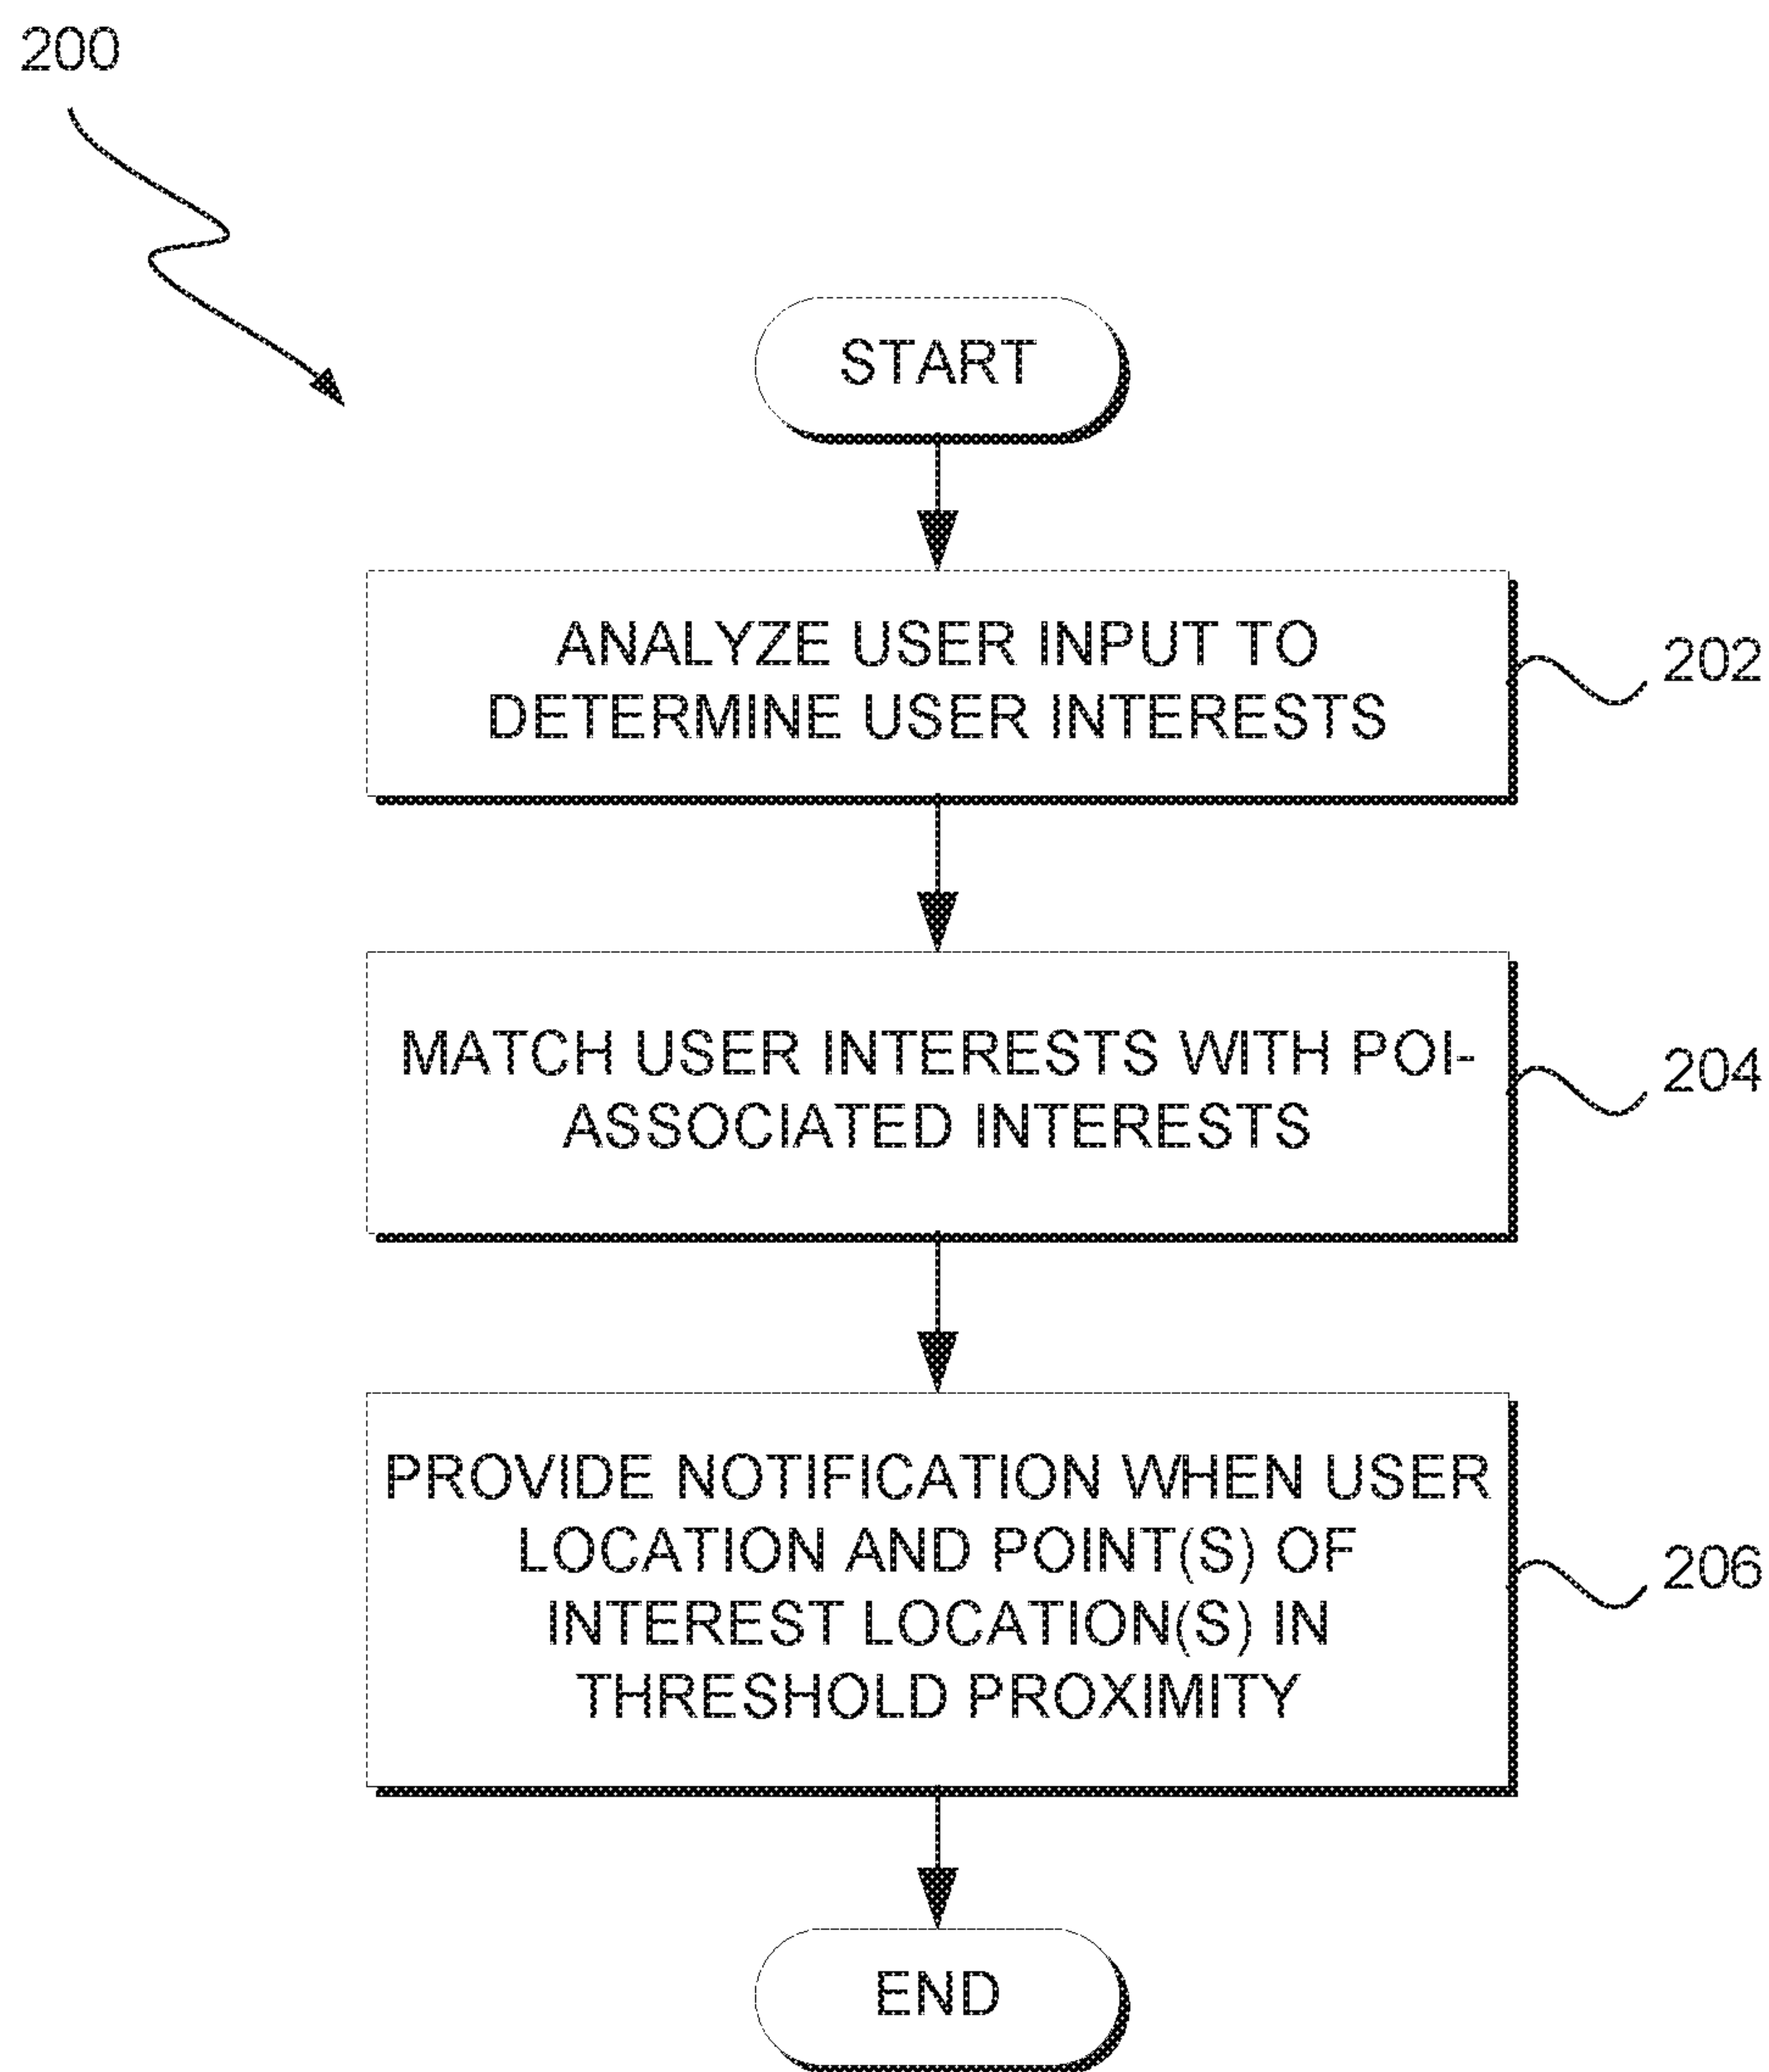 200
START
ANALYZE USER INPUT TO
DETERMINE USER INTERESTS
202
MATCH USER INTERESTS WITH POI-
ASSOCIATED INTERESTS
204
PROVIDE NOTIFICATION WHEN USER
LOCATION AND POINT(S) OF
INTEREST LOCATION(S) IN
THRESHOLD PROXIMITY
206
END